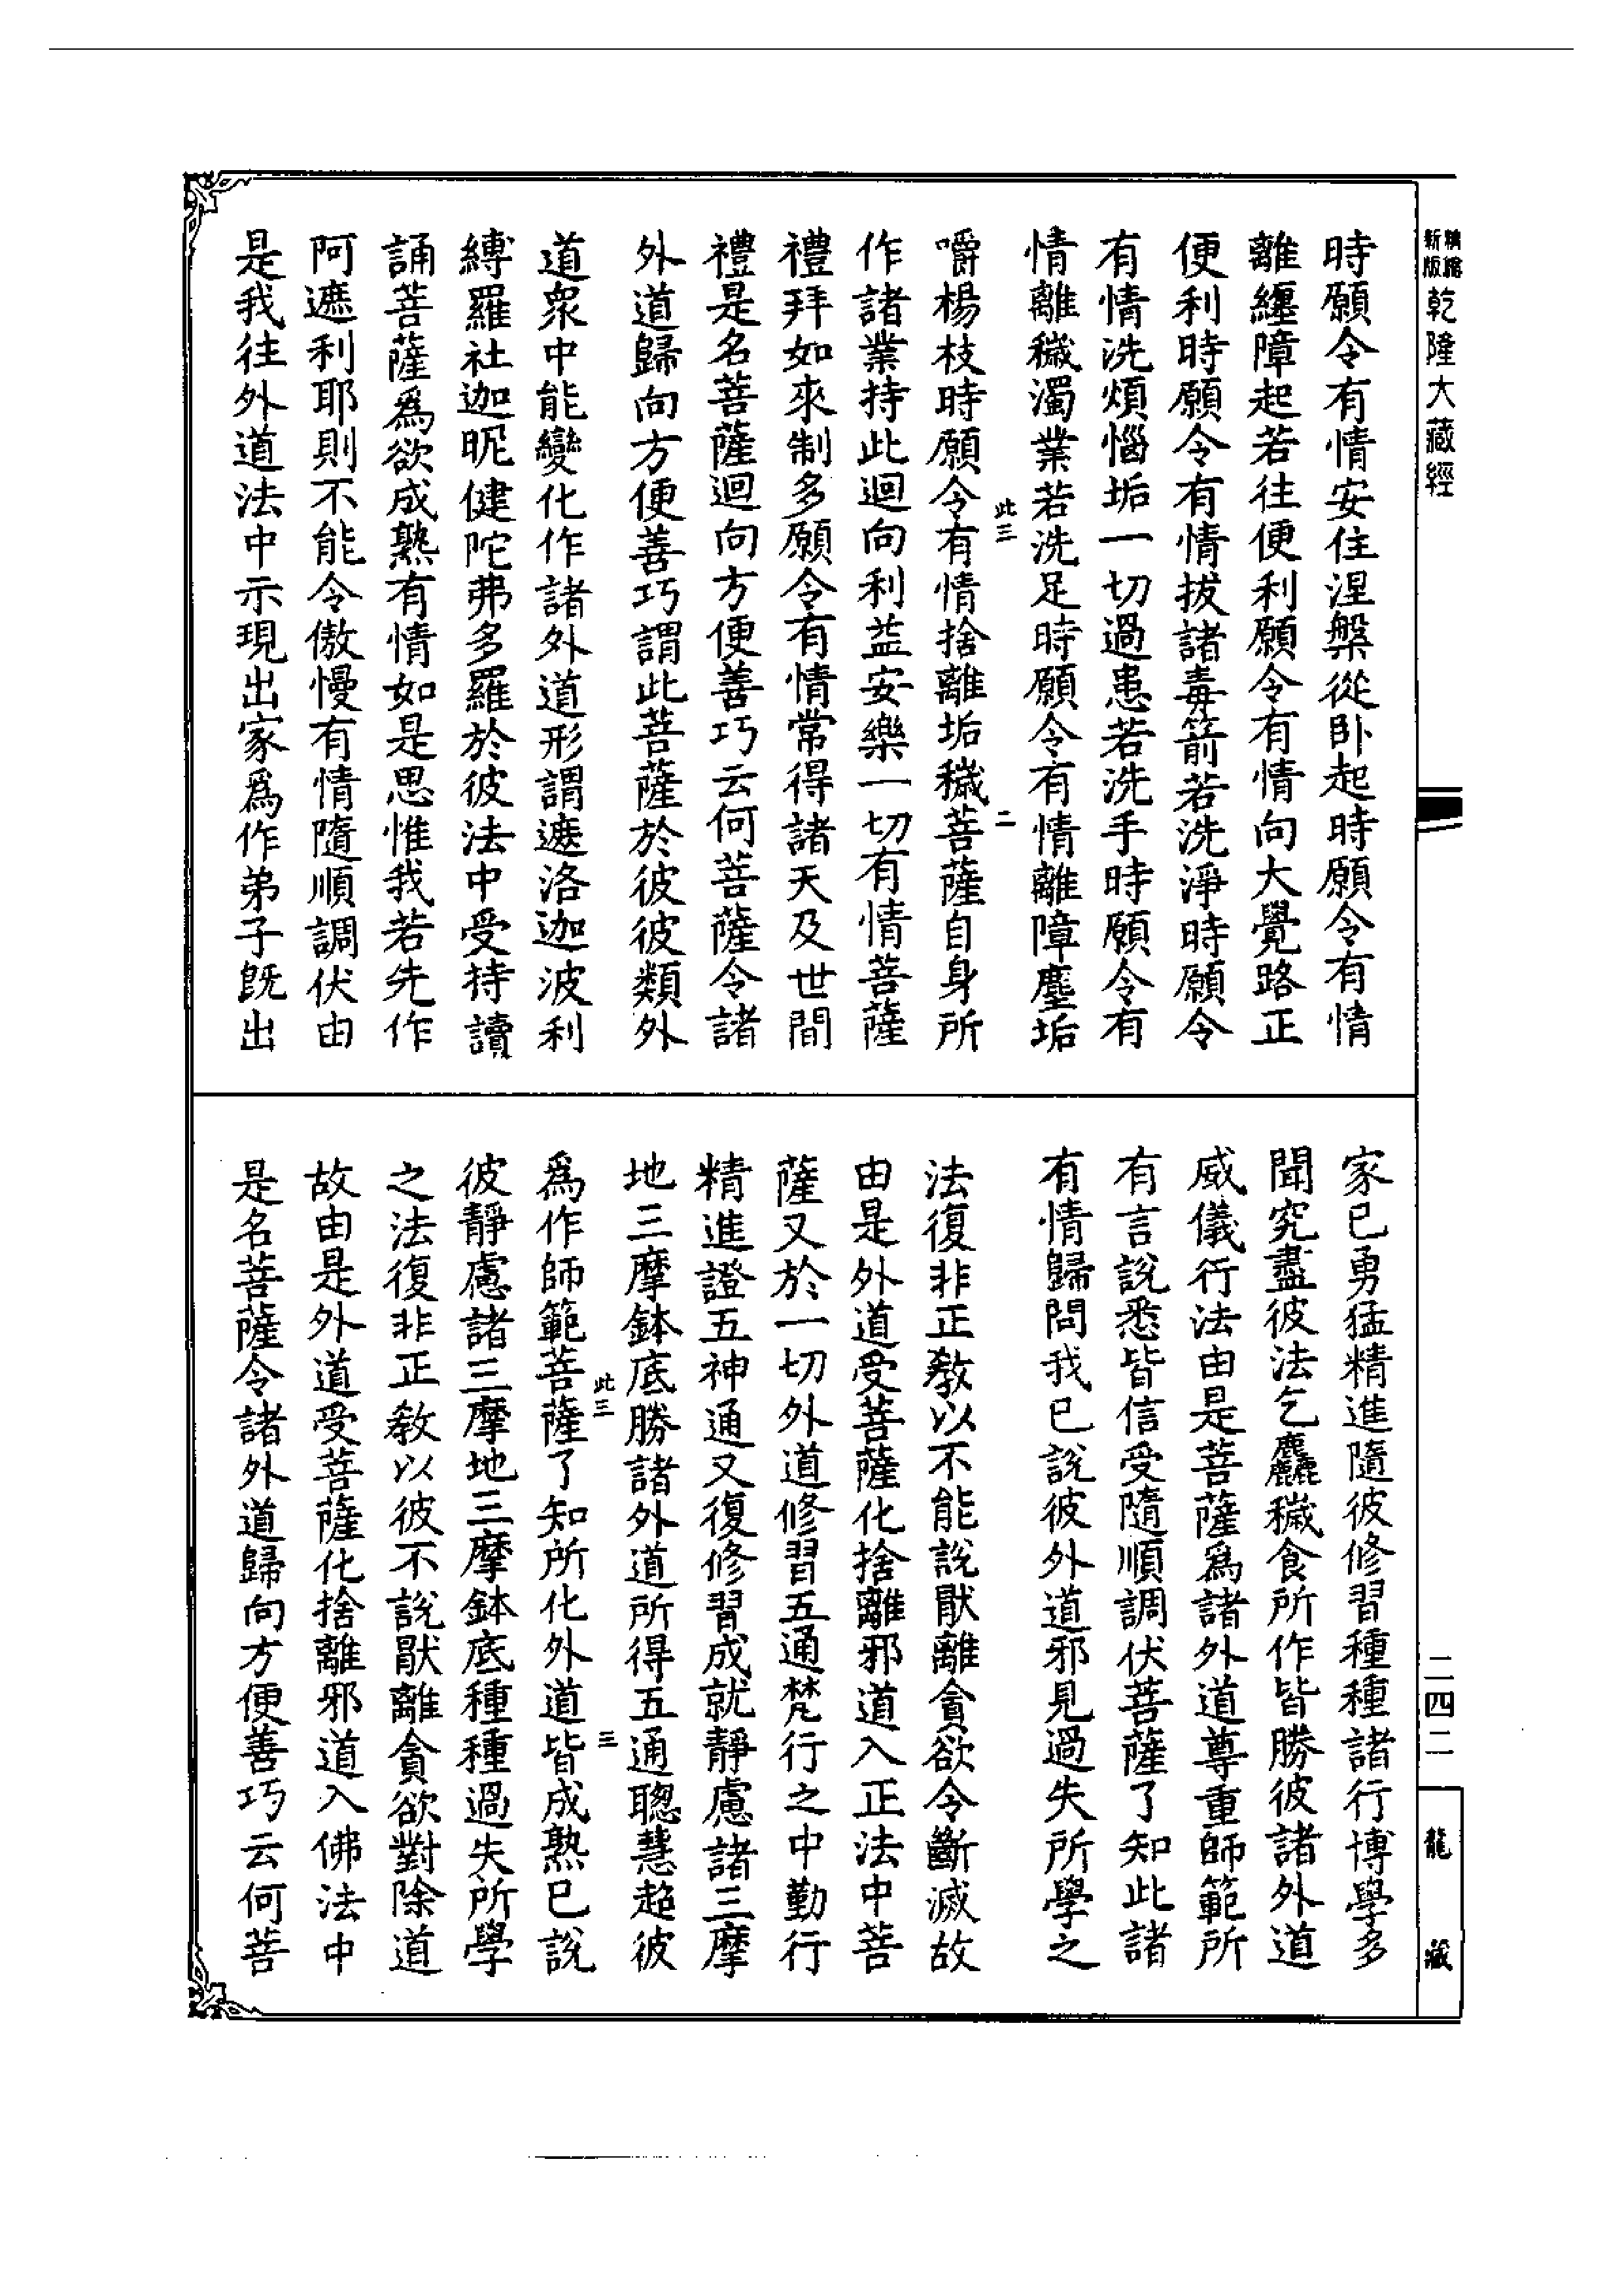 精縮
新版
乾隆大藏經
時願令有情安住涅槃從臥起時願令有情
離纏障起若往便利願令有情向大覺路正
便利時願令有情拔諸毒箭若洗淨時願令
有情洗煩惱垢一切過患若洗手時願令有
情離穢濁業若洗足時願令有情離障塵垢
此三
二
嚼楊枝時願令有情捨離垢穢菩薩自身所
作諸業持此迴向利益安樂一切有情菩薩
禮拜如來制多願令有情常得諸天及世間
禮是名菩薩迴向方便善巧云何菩薩令諸
外道歸向方便善巧謂此菩薩於彼彼類外
道衆中能變化作諸外道形謂遮洛迦波利
縛羅社迦昵健陀弗多羅於彼法中受持讀
誦菩薩爲欲成熟有情如是思惟我若先作
阿遮利耶則不能令傲慢有情隨順調伏由
是我往外道法中示現出家爲作弟子旣出
家已勇猛精進隨彼修習種種諸行博學多
聞究盡彼法乞麤穢食所作皆勝彼諸外道
威儀行法由是菩薩爲諸外道尊重師範所
有言說悉皆信受隨順調伏菩薩了知此諸
有情歸問我已說彼外道邪見過失所學之
法復非正教以不能說猒離貪欲令斷滅故
由是外道受菩薩化捨離邪道入正法中菩
薩又於一切外道修習五通梵行之中勤行
精進證五神通又復修習成就靜慮諸三摩
地三摩鉢底勝諸外道所得五通聰慧超彼
此三
三
爲作師範菩薩了知所化外道皆成熟已說
彼靜慮諸三摩地三摩鉢底種種過失所學
之法復非正教以彼不說猒離貪欲對除道
故由是外道受菩薩化捨離邪道入佛法中
是名菩薩令諸外道歸向方便善巧云何菩
二四二
龍藏